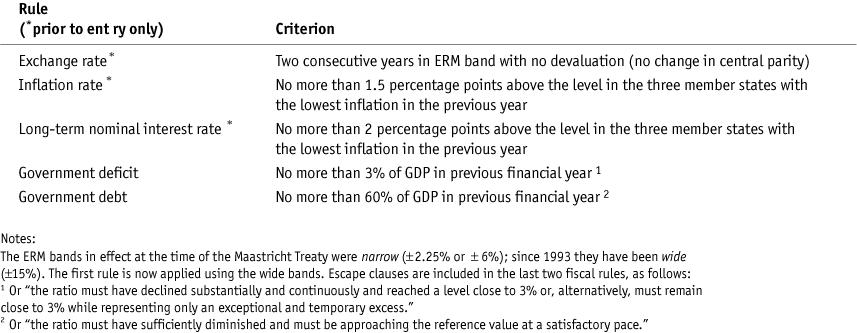 Rule
(*prior to ent ry only) Criterion
Exchange rate* Two consecutive years in ERM band with no devaluation (no change in central parity)
Inflation rate* No more than 1.5 percentage points above the level in the three member states with
the lowest inflation in the previous year
Long-term nominal interest rate * No more than 2 percentage points above the level in the three member states with
the lowest inflation in the previous year
Government deficit No more than 3% of GDP in previous financial year 1
Government debt No more than 60% of GDP in previous financial year 2
Notes:
The ERM bands in effect at the time of the Maastricht Treaty were narrow (±2.25% or ± 6%); since 1993 they have been wide
(±15%). The first rule is now applied using the wide bands. Escape clauses are included in the last two fiscal rules, as follows:
1 Or “the ratio must have declined substantially and continuously and reached a level close to 3% or, alternatively, must remain
close to 3% while representing only an exceptional and temporary excess.”
2 Or “the ratio must have sufficiently diminished and must be approaching the reference value at a satisfactory pace.”